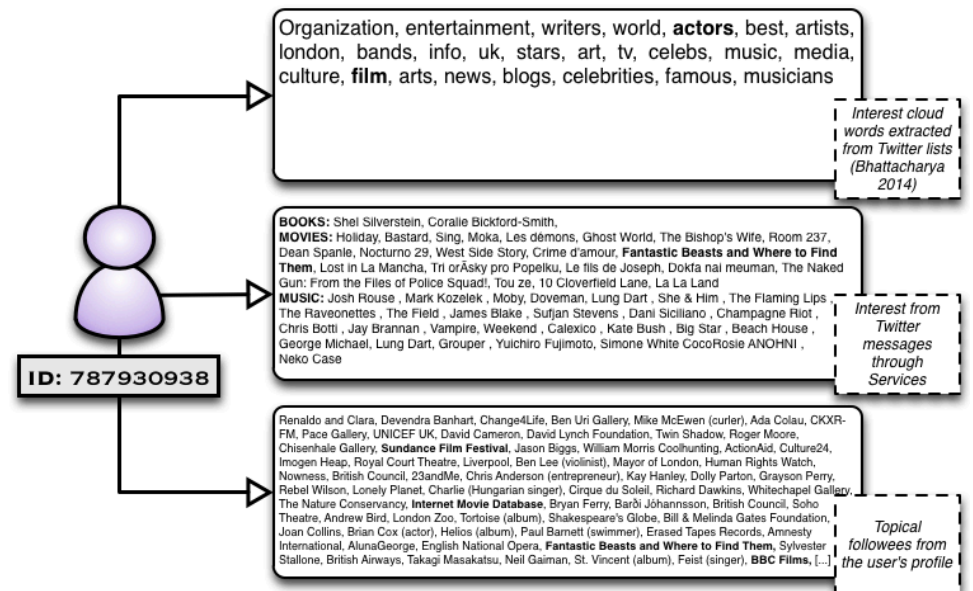 Organization, entertainment, writers, world, actors, best, artists,
london, bands, info, uk, stars, art, tv, celebs, music, media,
culture, film, arts, news, blogs, celebrities, famous, musicians
Interest cloud
words extracted
from Twitter lists
(Bhattacharya
2014)
BOOKS: Shel Silverstein, Coralie Bickford-Smith,
MOVIES: Holiday, Bastard, Sing, Moka, Les dèmons, Ghost World, The Bishop's Wife, Room 237,
Dean Spanle, Nocturno 29, West Side Story, Crime d'amour, Fantastic Beasts and Where to Find
Them, Lost in La Mancha, Tri orÃsky pro Popelku, Le fils de Joseph, Dokfa nai meuman, The Naked
Gun: From the Files of Police Squad!, Tou ze, 10 Cloverfield Lane, La La Land
MUSIC: Josh Rouse , Mark Kozelek , Moby, Doveman, Lung Dart , She & Him , The Flaming Lips ,
The Raveonettes , The Field , James Blake , Sufjan Stevens , Dani Siciliano , Champagne Riot ,
Chris Botti , Jay Brannan , Vampire, Weekend , Calexico , Kate Bush , Big Star , Beach House ,
George Michael, Lung Dart, Grouper , Yuichiro Fujimoto, Simone White CocoRosie ANOHNI ,
Neko Case
Interest from
Twitter
messages
through
Services
ID: 787930938
Renaldo and Clara, Devendra Banhart, Change4Life, Ben Uri Gallery, Mike McEwen (curler), Ada Colau, CKXR-
FM, Pace Gallery, UNICEF UK, David Cameron, David Lynch Foundation, Twin Shadow, Roger Moore,
Chisenhale Gallery, Sundance Film Festival, Jason Biggs, William Morris Coolhunting, ActionAid, Culture24,
Imogen Heap, Royal Court Theatre, Liverpool, Ben Lee (violinist), Mayor of London, Human Rights Watch,
Nowness, British Council, 23andMe, Chris Anderson (entrepreneur), Kay Hanley, Dolly Parton, Grayson Perry,
Rebel Wilson, Lonely Planet, Charlie (Hungarian singer), Cirque du Soleil, Richard Dawkins, Whitechapel Gallery,
The Nature Conservancy, Internet Movie Database, Bryan Ferry, Barði Jóhannsson, British Council, Soho
Theatre, Andrew Bird, London Zoo, Tortoise (album), Shakespeare's Globe, Bill & Melinda Gates Foundation,
Joan Collins, Brian Cox (actor), Helios (album), Paul Barnett (swimmer), Erased Tapes Records, Amnesty
International, AlunaGeorge, English National Opera, Fantastic Beasts and Where to Find Them, Sylvester
Stallone, British Airways, Takagi Masakatsu, Neil Gaiman, St. Vincent (album), Feist (singer), BBC Films, [...]
Topical
followees from
the user's profile